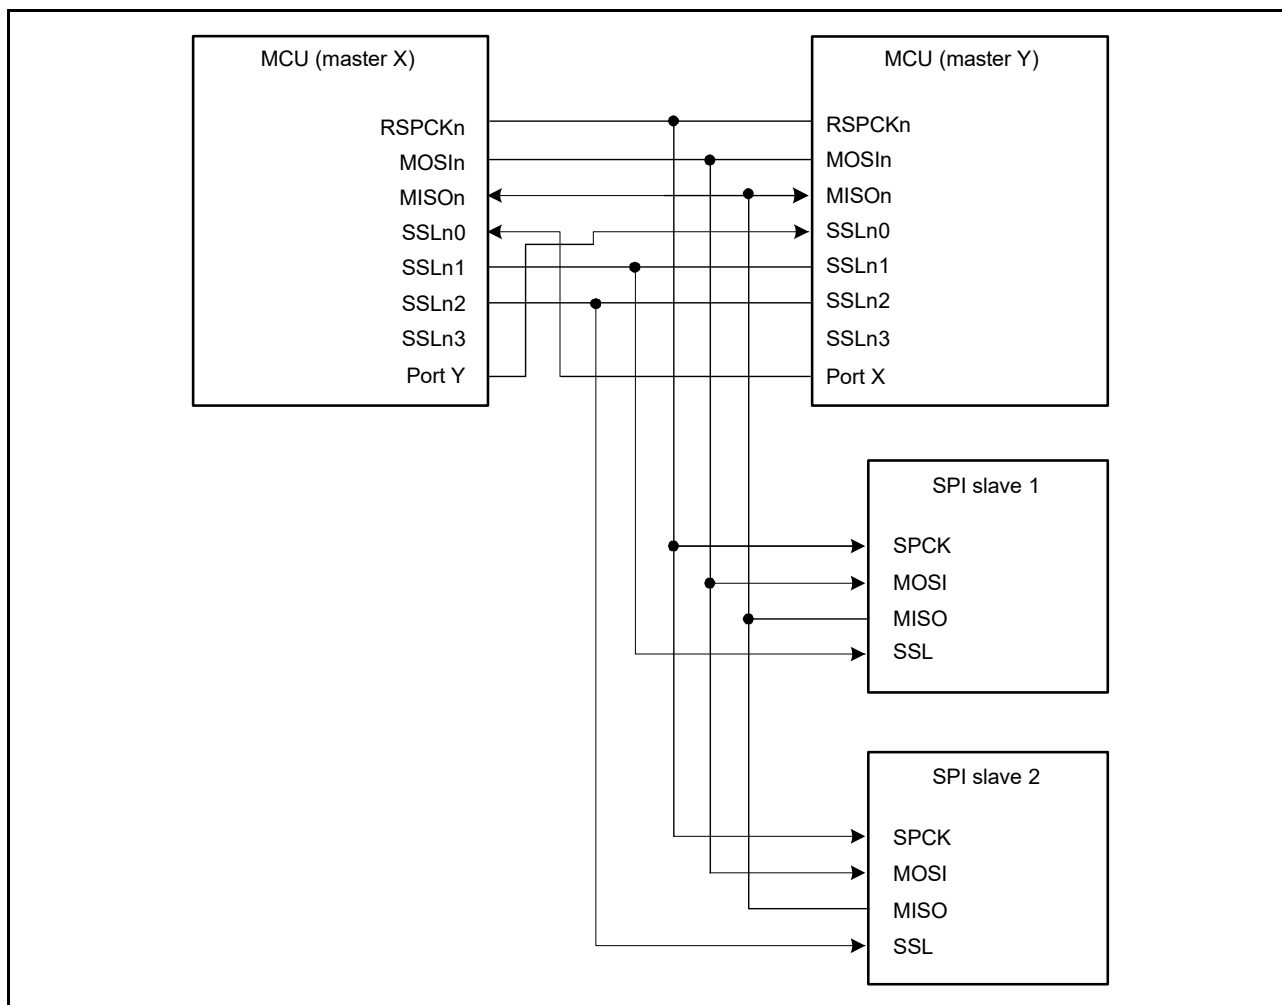 MCU (master X)
RSPCKn
MOSIn
MISOn
SSLn0
SSLn1
SSLn2
SSLn3
Port Y
MCU (master Y)
RSPCKn
MOSIn
MISOn
SSLn0
SSLn1
SSLn2
SSLn3
Port X
SPI slave 1
SPCK
MOSI
MISO
SSL
SPI slave 2
SPCK
MOSI
MISO
SSL